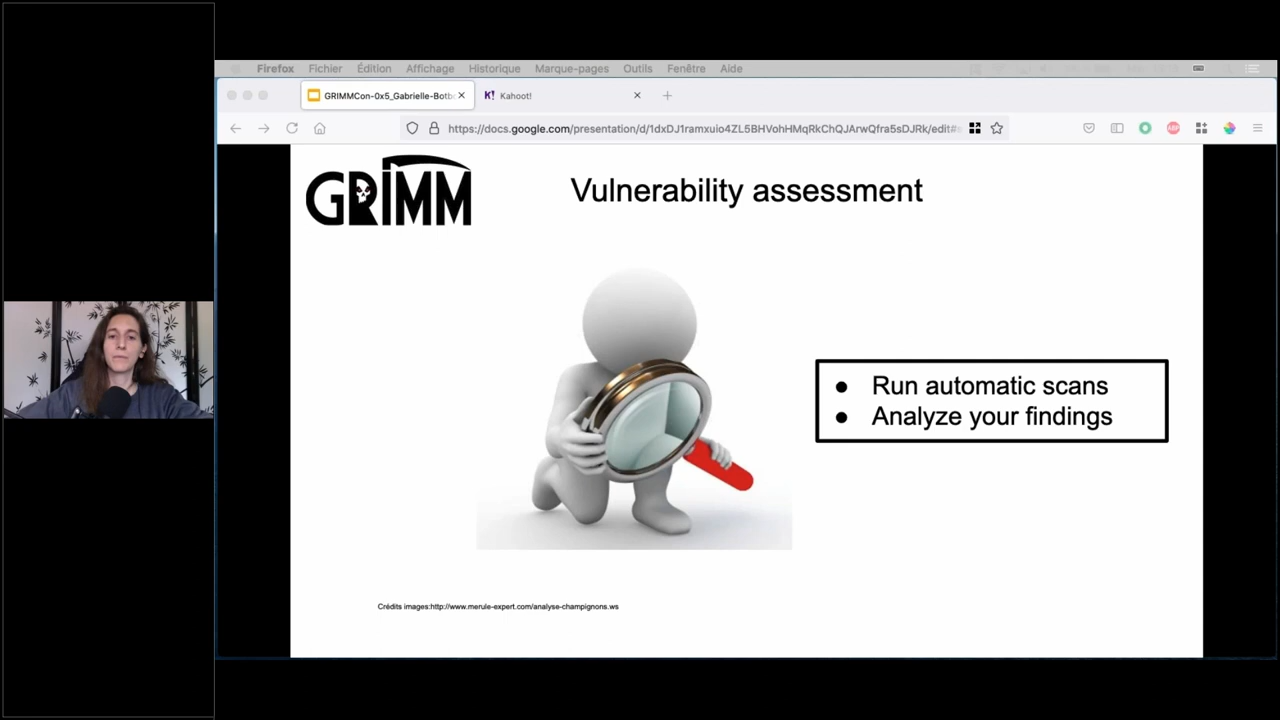 Firefox Fichier Édition Affichage Historique Marque-pages Outils Fenêtre Aide
GRIMMCon-0x5_Gabrielle-Botb
Kahoot!
https://docs.google.com/presentation/d/1dxDJ1ramxuio4ZL5BHVohHMqRkChQJArwQfra5sDJRk/edit#
GRIMM
Vulnerability assessment
● Run automatic scans
● Analyze your findings
Crédits images:http://www.merule-expert.com/analyse-champignons.ws